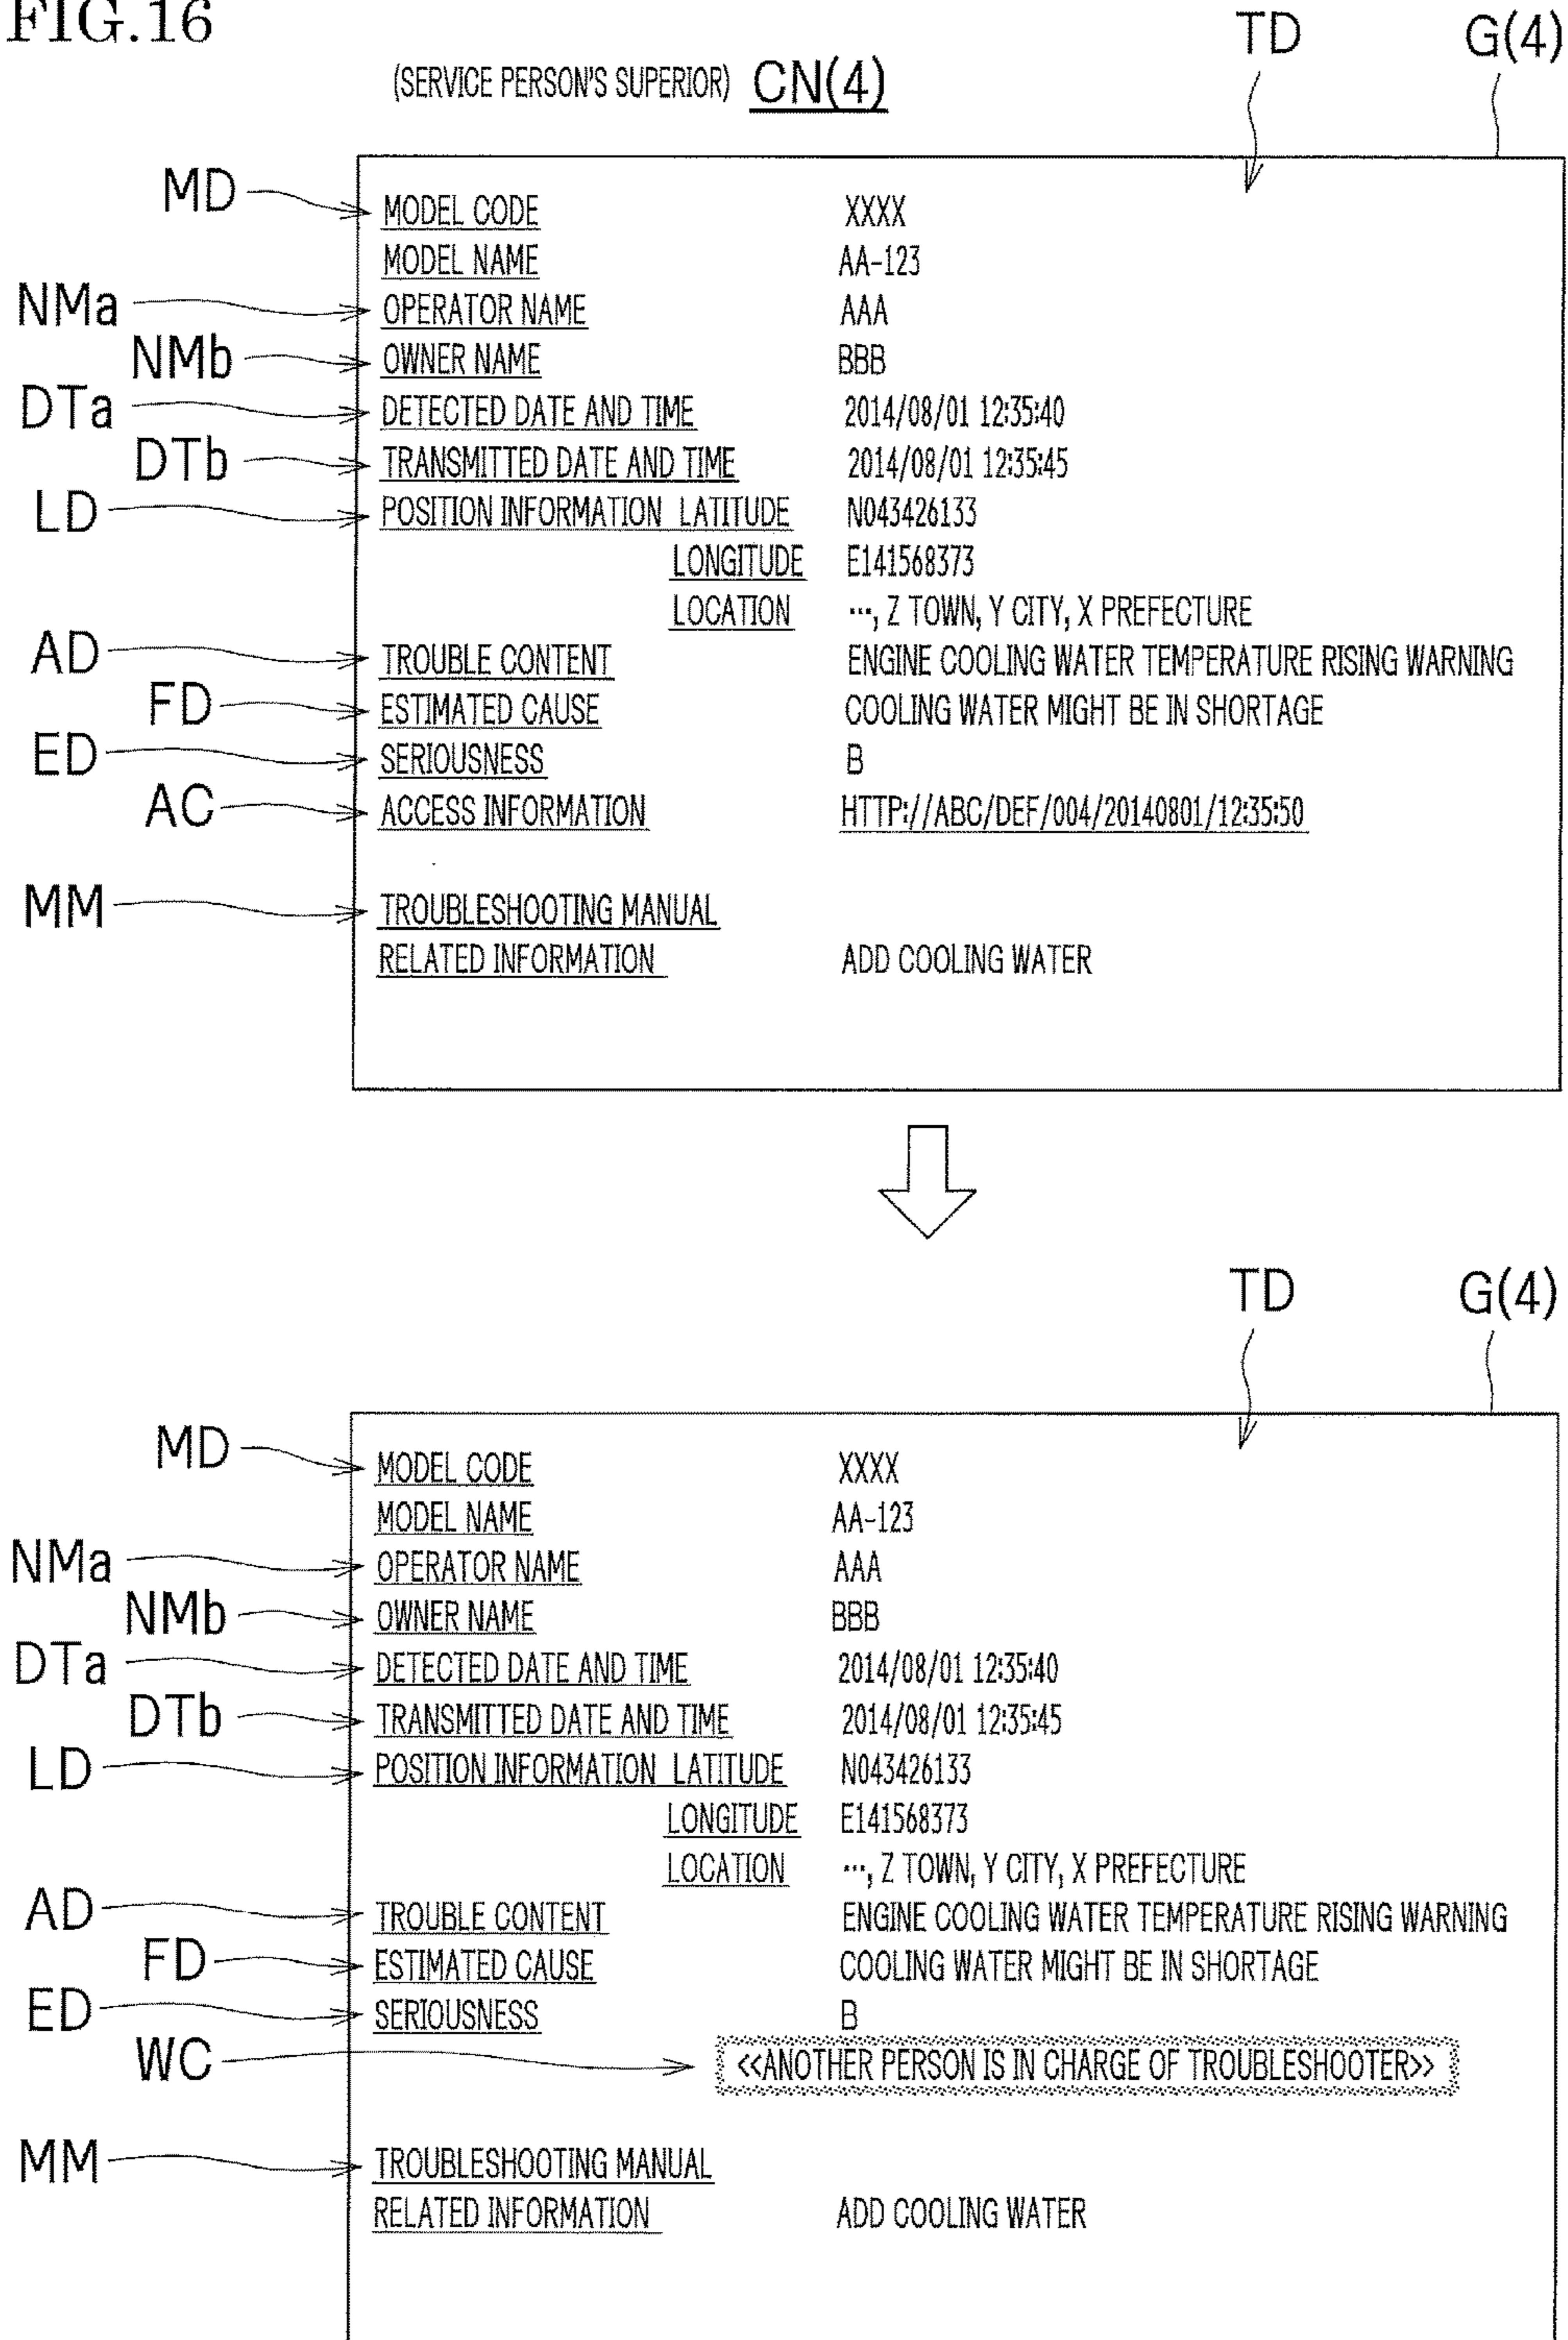 FIG.16
TD G(4)
(SERVICE PERSON'S SUPERIOR) CN(4)
MD MODEL CODE XXXX
MODEL NAME AA-123
NMa OPERATOR NAME AAA
NMb OWNER NAME BBB
DTa DETECTED DATE AND TIME 2014/08/01 12:35:40
DTb TRANSMITTED DATE AND TIME 2014/08/01 12:35:45
LD POSITION INFORMATION LATITUDE N043426133
LONGITUDE E141568373
LOCATION ···, Z TOWN, Y CITY, X PREFECTURE
AD TROUBLE CONTENT ENGINE COOLING WATER TEMPERATURE RISING WARNING
FD ESTIMATED CAUSE COOLING WATER MIGHT BE IN SHORTAGE
ED SERIOUSNESS B
AC ACCESS INFORMATION HTTP://ABC/DEF/004/20140801/12:35:50
MM TROUBLESHOOTING MANUAL
RELATED INFORMATION ADD COOLING WATER
TD G(4)
MD MODEL CODE XXXX
MODEL NAME AA-123
NMa OPERATOR NAME AAA
NMb OWNER NAME BBB
DTa DETECTED DATE AND TIME 2014/08/01 12:35:40
DTb TRANSMITTED DATE AND TIME 2014/08/01 12:35:45
LD POSITION INFORMATION LATITUDE N043426133
LONGITUDE E141568373
LOCATION ···, Z TOWN, Y CITY, X PREFECTURE
AD TROUBLE CONTENT ENGINE COOLING WATER TEMPERATURE RISING WARNING
FD ESTIMATED CAUSE COOLING WATER MIGHT BE IN SHORTAGE
ED SERIOUSNESS B
WC <<ANOTHER PERSON IS IN CHARGE OF TROUBLESHOOTER>>
MM TROUBLESHOOTING MANUAL
RELATED INFORMATION ADD COOLING WATER